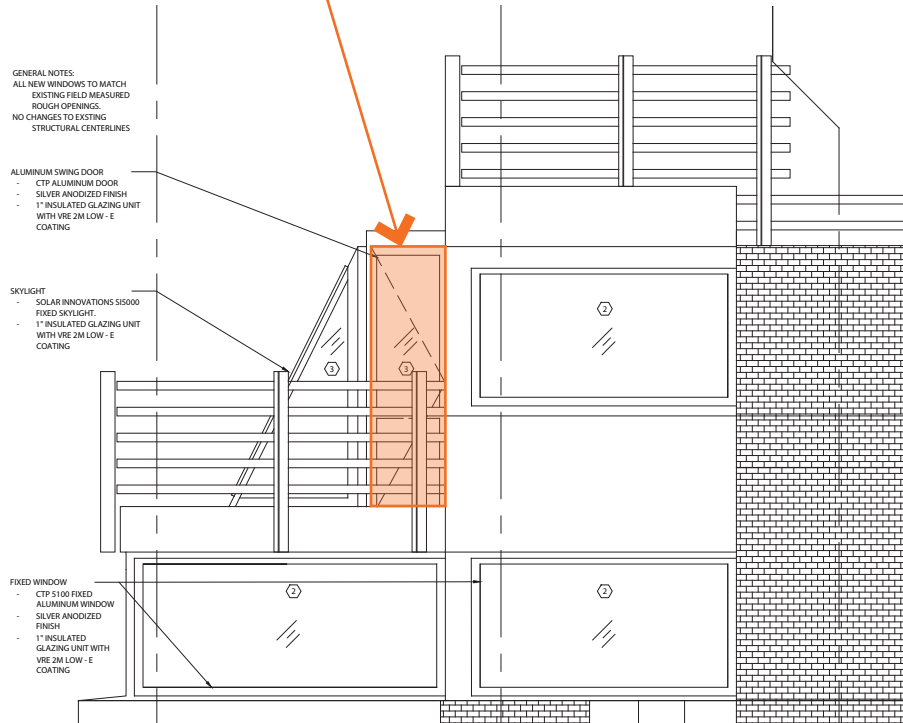 GENERAL NOTES:
ALL NEW WINDOWS TO MATCH
EXISTING FIELD MEASURED
ROUGH OPENINGS.
NO CHANGES TO EXSTING
STRUCTURAL CENTERLINES
ALUMINUM SWING DOOR
- CTP ALUMINUM DOOR
- SILVER ANODIZED FINISH
- 1" INSULATED GLAZING UNIT
WITH VRE 2M LOW - E
COATING
SKYLIGHT
- SOLAR INNOVATIONS SI5000
FIXED SKYLIGHT.
- 1" INSULATED GLAZING UNIT
WITH VRE 2M LOW - E
COATING
2
3
3
FIXED WINDOW
- CTP 5100 FIXED
ALUMINUM WINDOW
- SILVER ANODIZED
FINISH
- 1" INSULATED
GLAZING UNIT WITH
VRE 2M LOW - E
COATING
2
2